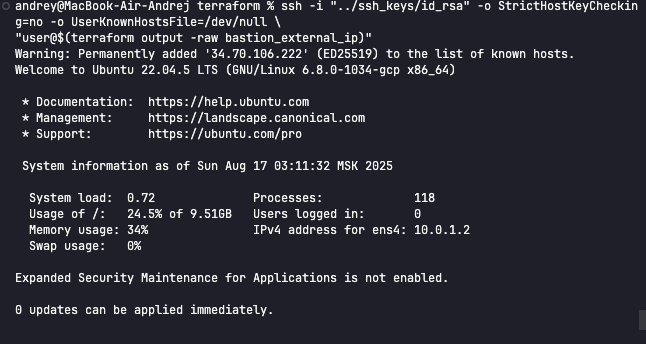 andrey@MacBook-Air-Andrej terraform % ssh -i "../ssh_keys/id_rsa" -o StrictHostKeyCheckin
g=no -o UserKnownHostsFile=/dev/null \
"user@$(terraform output -raw bastion_external_ip)"
Warning: Permanently added '34.70.106.222' (ED25519) to the list of known hosts.
Welcome to Ubuntu 22.04.5 LTS (GNU/Linux 6.8.0-1034-gcp x86_64)

 * Documentation:  https://help.ubuntu.com
 * Management:     https://landscape.canonical.com
 * Support:        https://ubuntu.com/pro

 System information as of Sun Aug 17 03:11:32 MSK 2025

  System load:  0.72              Processes:             118
  Usage of /:   24.5% of 9.51GB   Users logged in:       0
  Memory usage: 34%               IPv4 address for ens4: 10.0.1.2
  Swap usage:   0%

Expanded Security Maintenance for Applications is not enabled.

0 updates can be applied immediately.